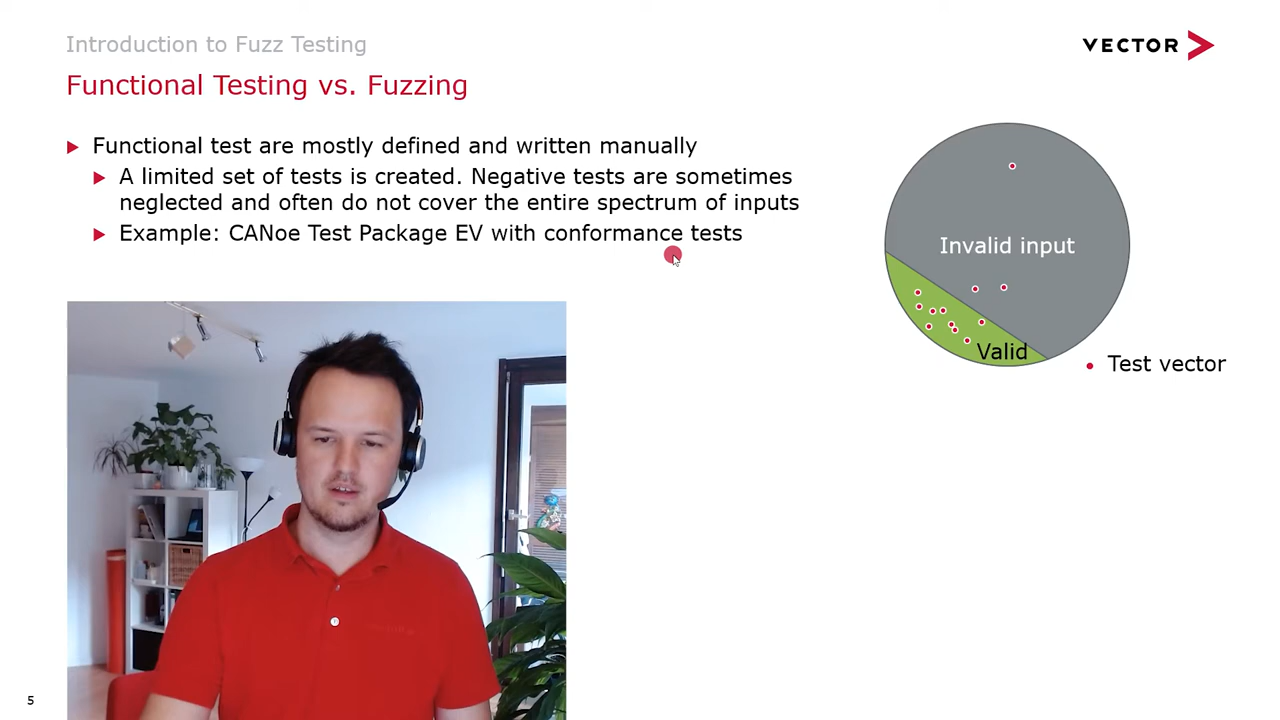 Introduction to Fuzz Testing
VECTOR
Functional Testing vs. Fuzzing
Functional test are mostly defined and written manually
A limited set of tests is created. Negative tests are sometimes
neglected and often do not cover the entire spectrum of inputs
Example: CANoe Test Package EV with conformance tests
Invalid input
Valid
Test vector
5